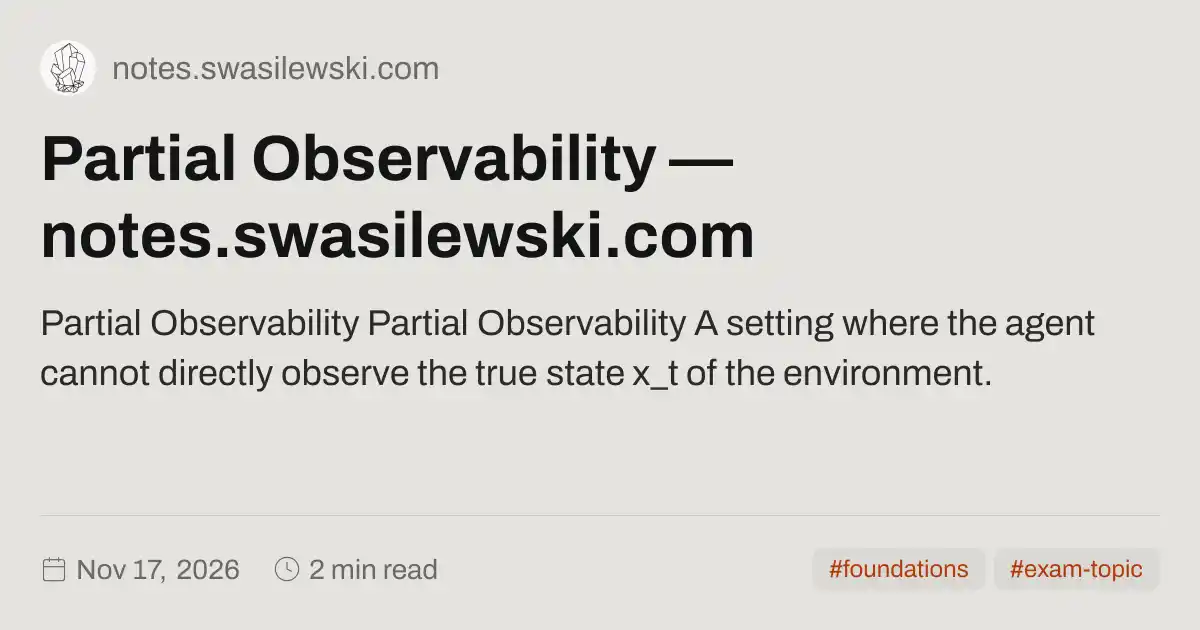 notes.swasilewski.com
Partial Observability —
notes.swasilewski.com
Partial Observability Partial Observability A setting where the agent
cannot directly observe the true state x_t of the environment.
Nov 17, 2026 2 min read #foundations #exam-topic